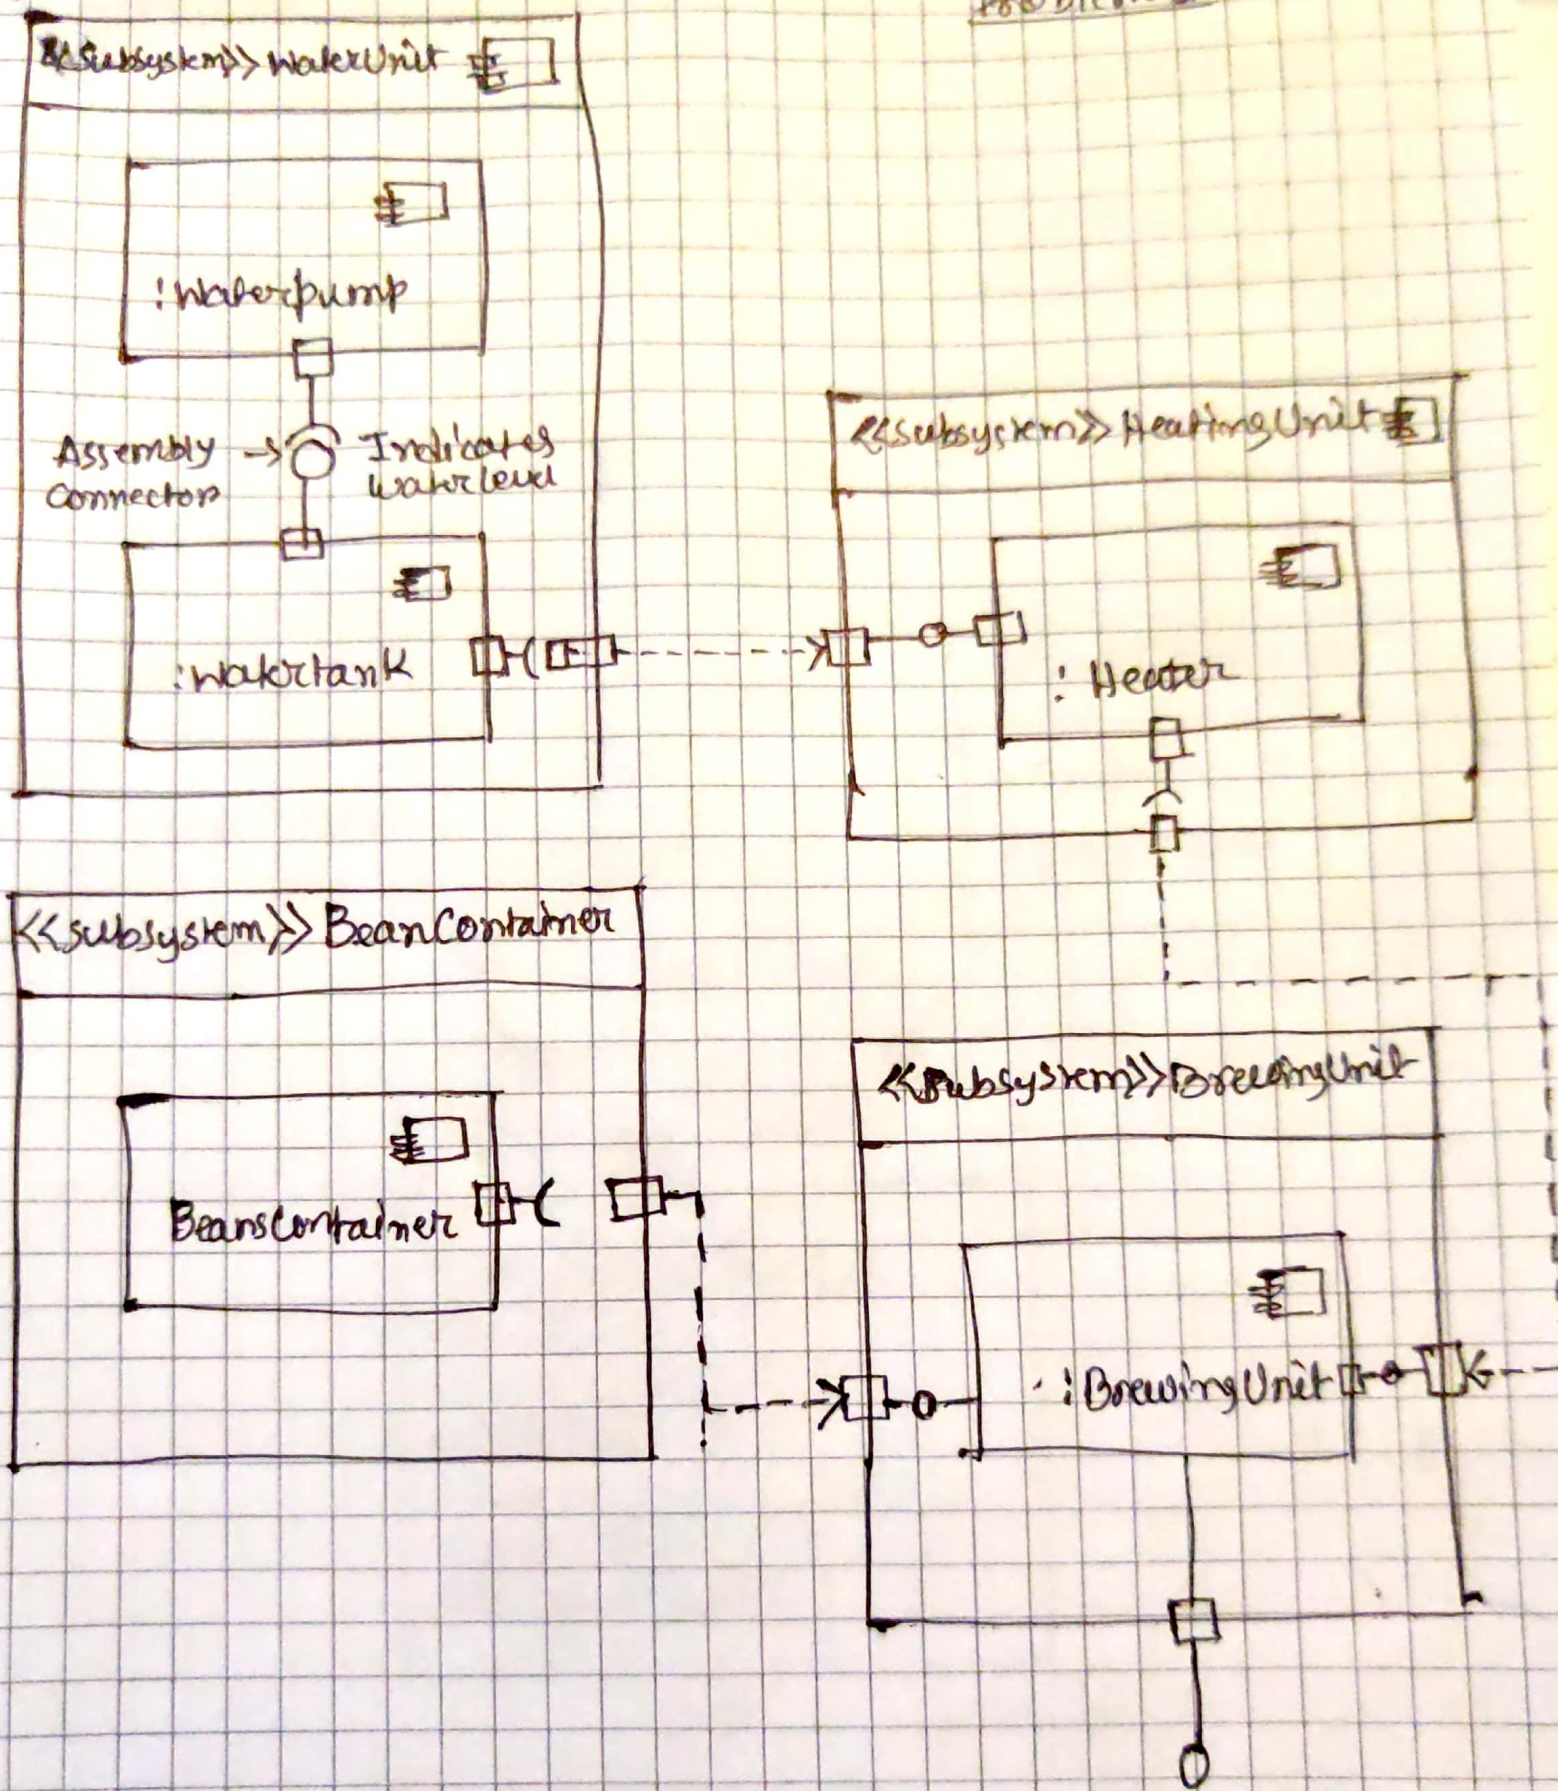 <<subsystem>> WaterUnit
:Waterpump
Assembly
Connector
Indicates
Waterlevel
:Watertank
<<subsystem>> HeatingUnit
: Heater
<<subsystem>> BeanContainer
BeansContainer
<<subsystem>> BrewingUnit
:BrewingUnit